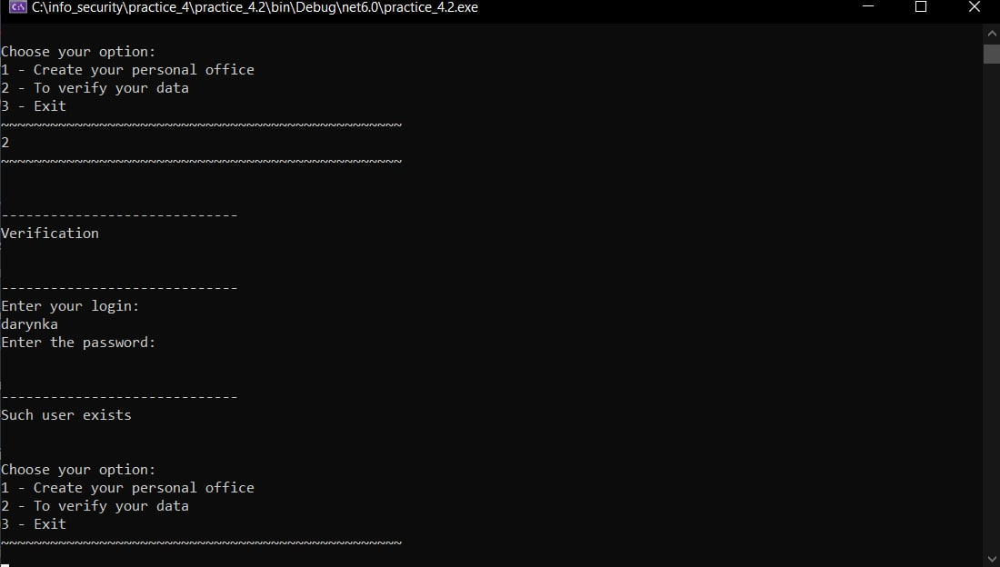 C:\info_security\practice_4\practice_4.2\bin\Debug\net6.0\practice_4.2.exe
Choose your option:
1 - Create your personal office
2 - To verify your data
3 - Exit
~~~~~~~~~~~~~~~~~~~~~~~~~~~~~~~~~~~~~~~~~~~~~~~~~
2
~~~~~~~~~~~~~~~~~~~~~~~~~~~~~~~~~~~~~~~~~~~~~~~~~
-----------------------------
Verification
-----------------------------
Enter your login:
darynka
Enter the password:
-----------------------------
Such user exists
Choose your option:
1 - Create your personal office
2 - To verify your data
3 - Exit
~~~~~~~~~~~~~~~~~~~~~~~~~~~~~~~~~~~~~~~~~~~~~~~~~